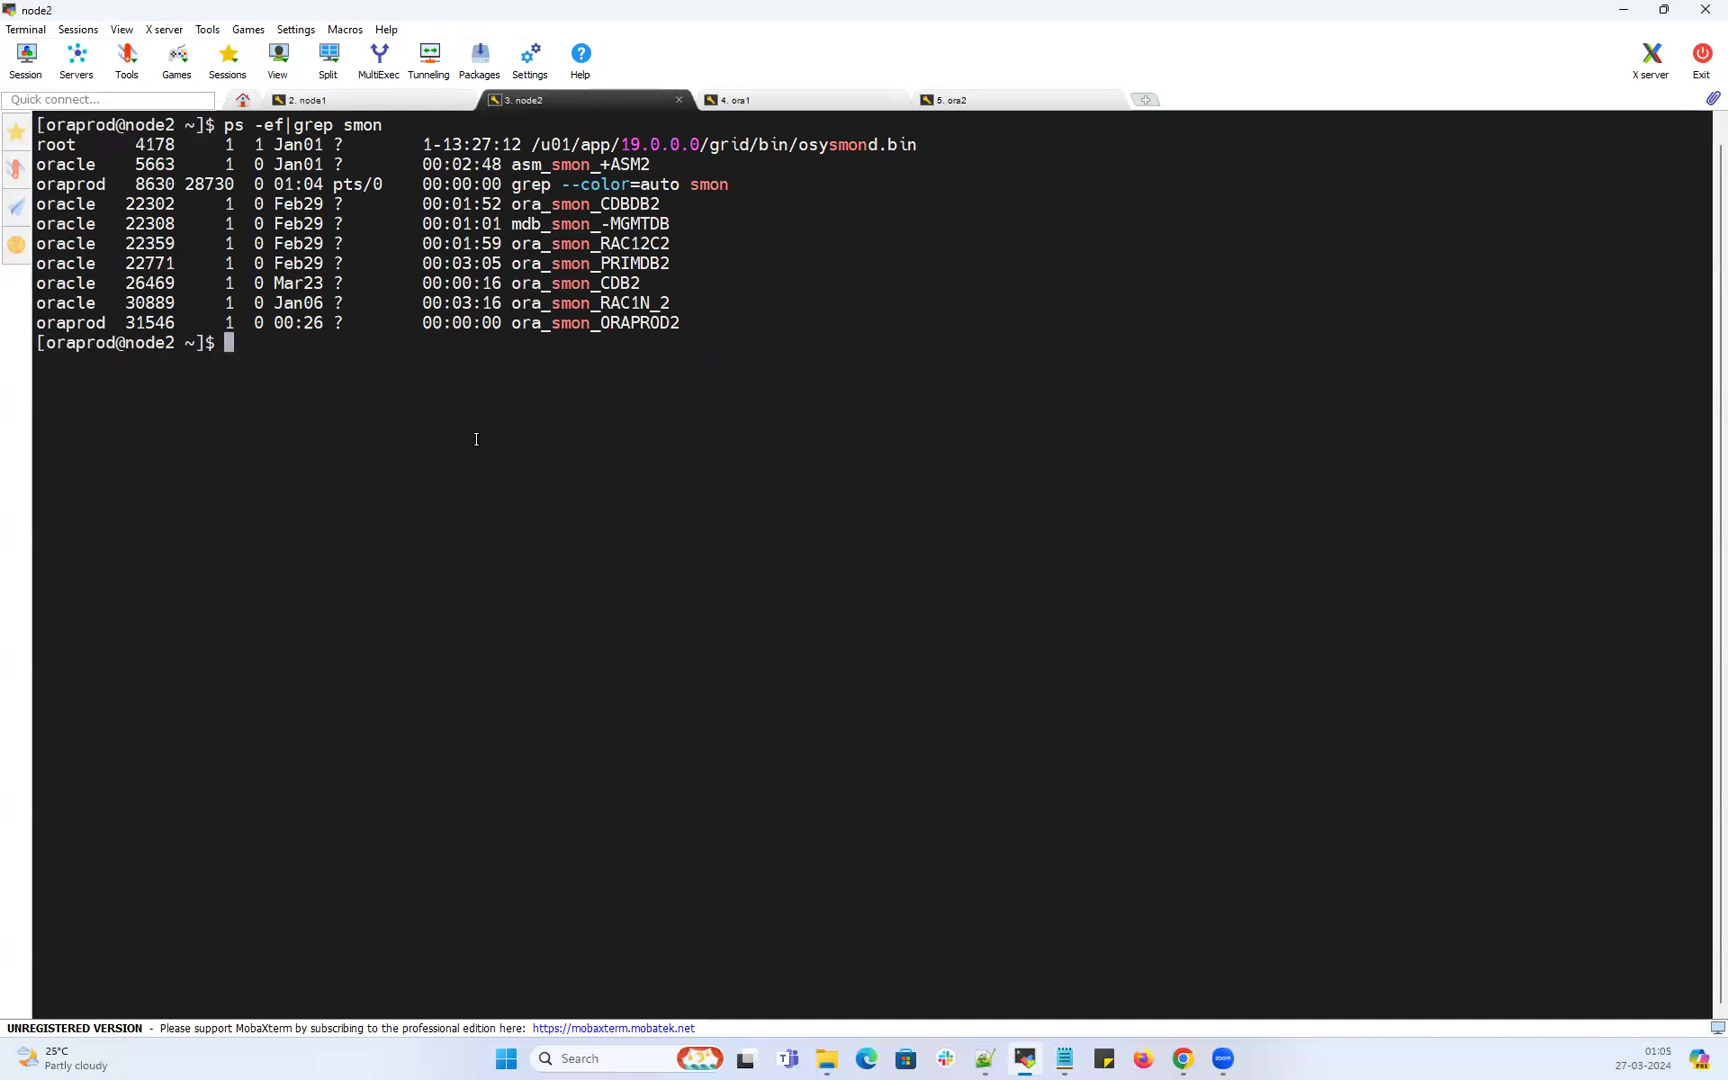 node2
Terminal Sessions View X server Tools Games Settings Macros Help
Session Servers Tools Games Sessions View Split MultiExec Tunneling Packages Settings Help X server Exit
Quick connect... 2. node1 3. node2 4. ora1 5. ora2
[oraprod@node2 ~]$ ps -ef|grep smon
root 4178 1 1 Jan01 ? 1-13:27:12 /u01/app/19.0.0.0/grid/bin/osysmond.bin
oracle 5663 1 0 Jan01 ? 00:02:48 asm_smon_+ASM2
oraprod 8630 28730 0 01:04 pts/0 00:00:00 grep --color=auto smon
oracle 22302 1 0 Feb29 ? 00:01:52 ora_smon_CDBDB2
oracle 22308 1 0 Feb29 ? 00:01:01 mdb_smon_-MGMTDB
oracle 22359 1 0 Feb29 ? 00:01:59 ora_smon_RAC12C2
oracle 22771 1 0 Feb29 ? 00:03:05 ora_smon_PRIMDB2
oracle 26469 1 0 Mar23 ? 00:00:16 ora_smon_CDB2
oracle 30889 1 0 Jan06 ? 00:03:16 ora_smon_RAC1N_2
oraprod 31546 1 0 00:26 ? 00:00:00 ora_smon_ORAPROD2
[oraprod@node2 ~]$
UNREGISTERED VERSION - Please support MobaXterm by subscribing to the professional edition here: https://mobaxterm.mobatek.net
25°C
Partly cloudy
Search
zoom
PRE
01:05
27-03-2024